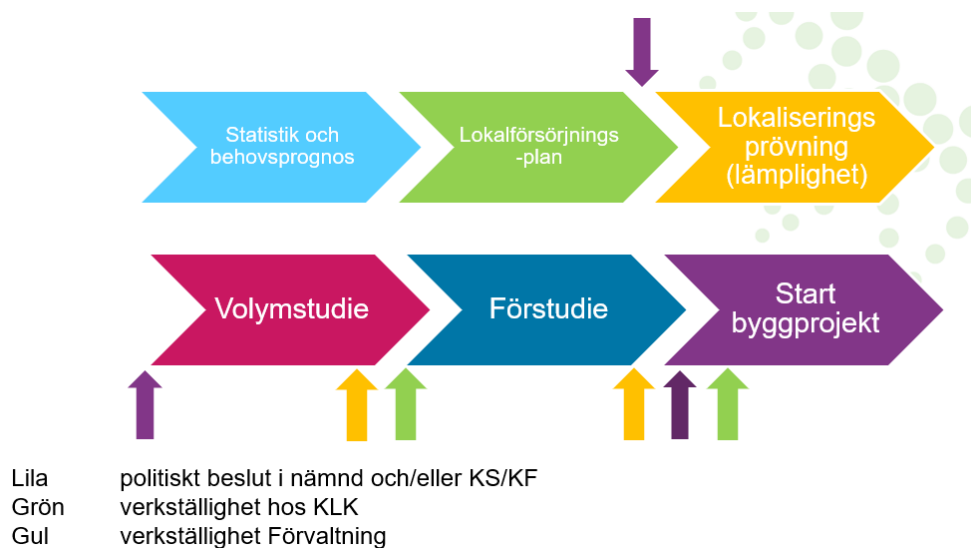 Statistik och
behovsprognos
Lokalförsörjnings
-plan
Lokaliserings
prövning
(lämplighet)
Volymstudie
Förstudie
Start
byggprojekt
Lila politiskt beslut i nämnd och/eller KS/KF
Grön verkställighet hos KLK
Gul verkställighet Förvaltning